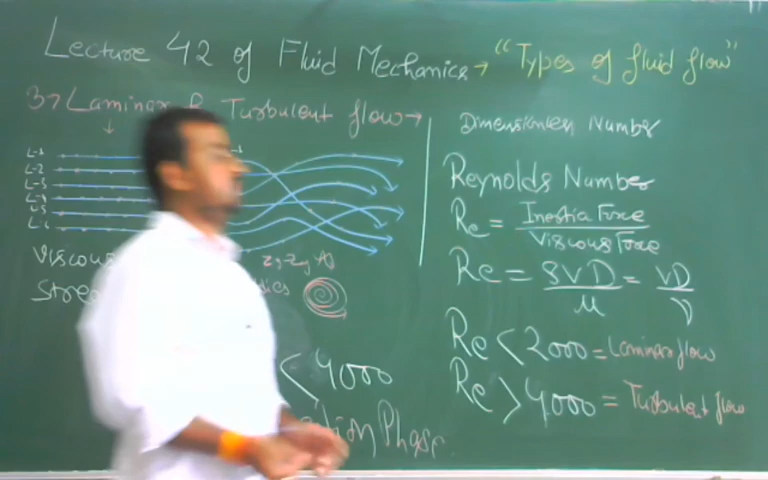 Lecture 42 of Fluid Mechanics → "Types of fluid flow"
3→ Laminar & Turbulent flow →
L-1
L-2
L-3
L-4
L-5
L-6
Viscous
z, z, A)
< 4000
Phase
Dimensionless Number
Reynolds Number
Re = Inertia Force / Viscous Force
Re = ρVD / μ = VD / ν
Re < 2000 = Laminar flow
Re > 4000 = Turbulent flow